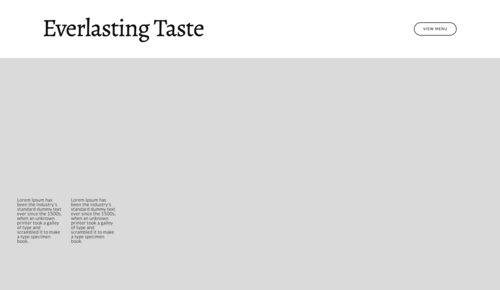 Everlasting Taste
VIEW MENU
Lorem Ipsum has
been the industry's
standard dummy text
ever since the 1500s,
when an unknown
printer took a galley
of type and
scrambled it to make
a type specimen
book.
Lorem Ipsum has
been the industry's
standard dummy text
ever since the 1500s,
when an unknown
printer took a galley
of type and
scrambled it to make
a type specimen
book.